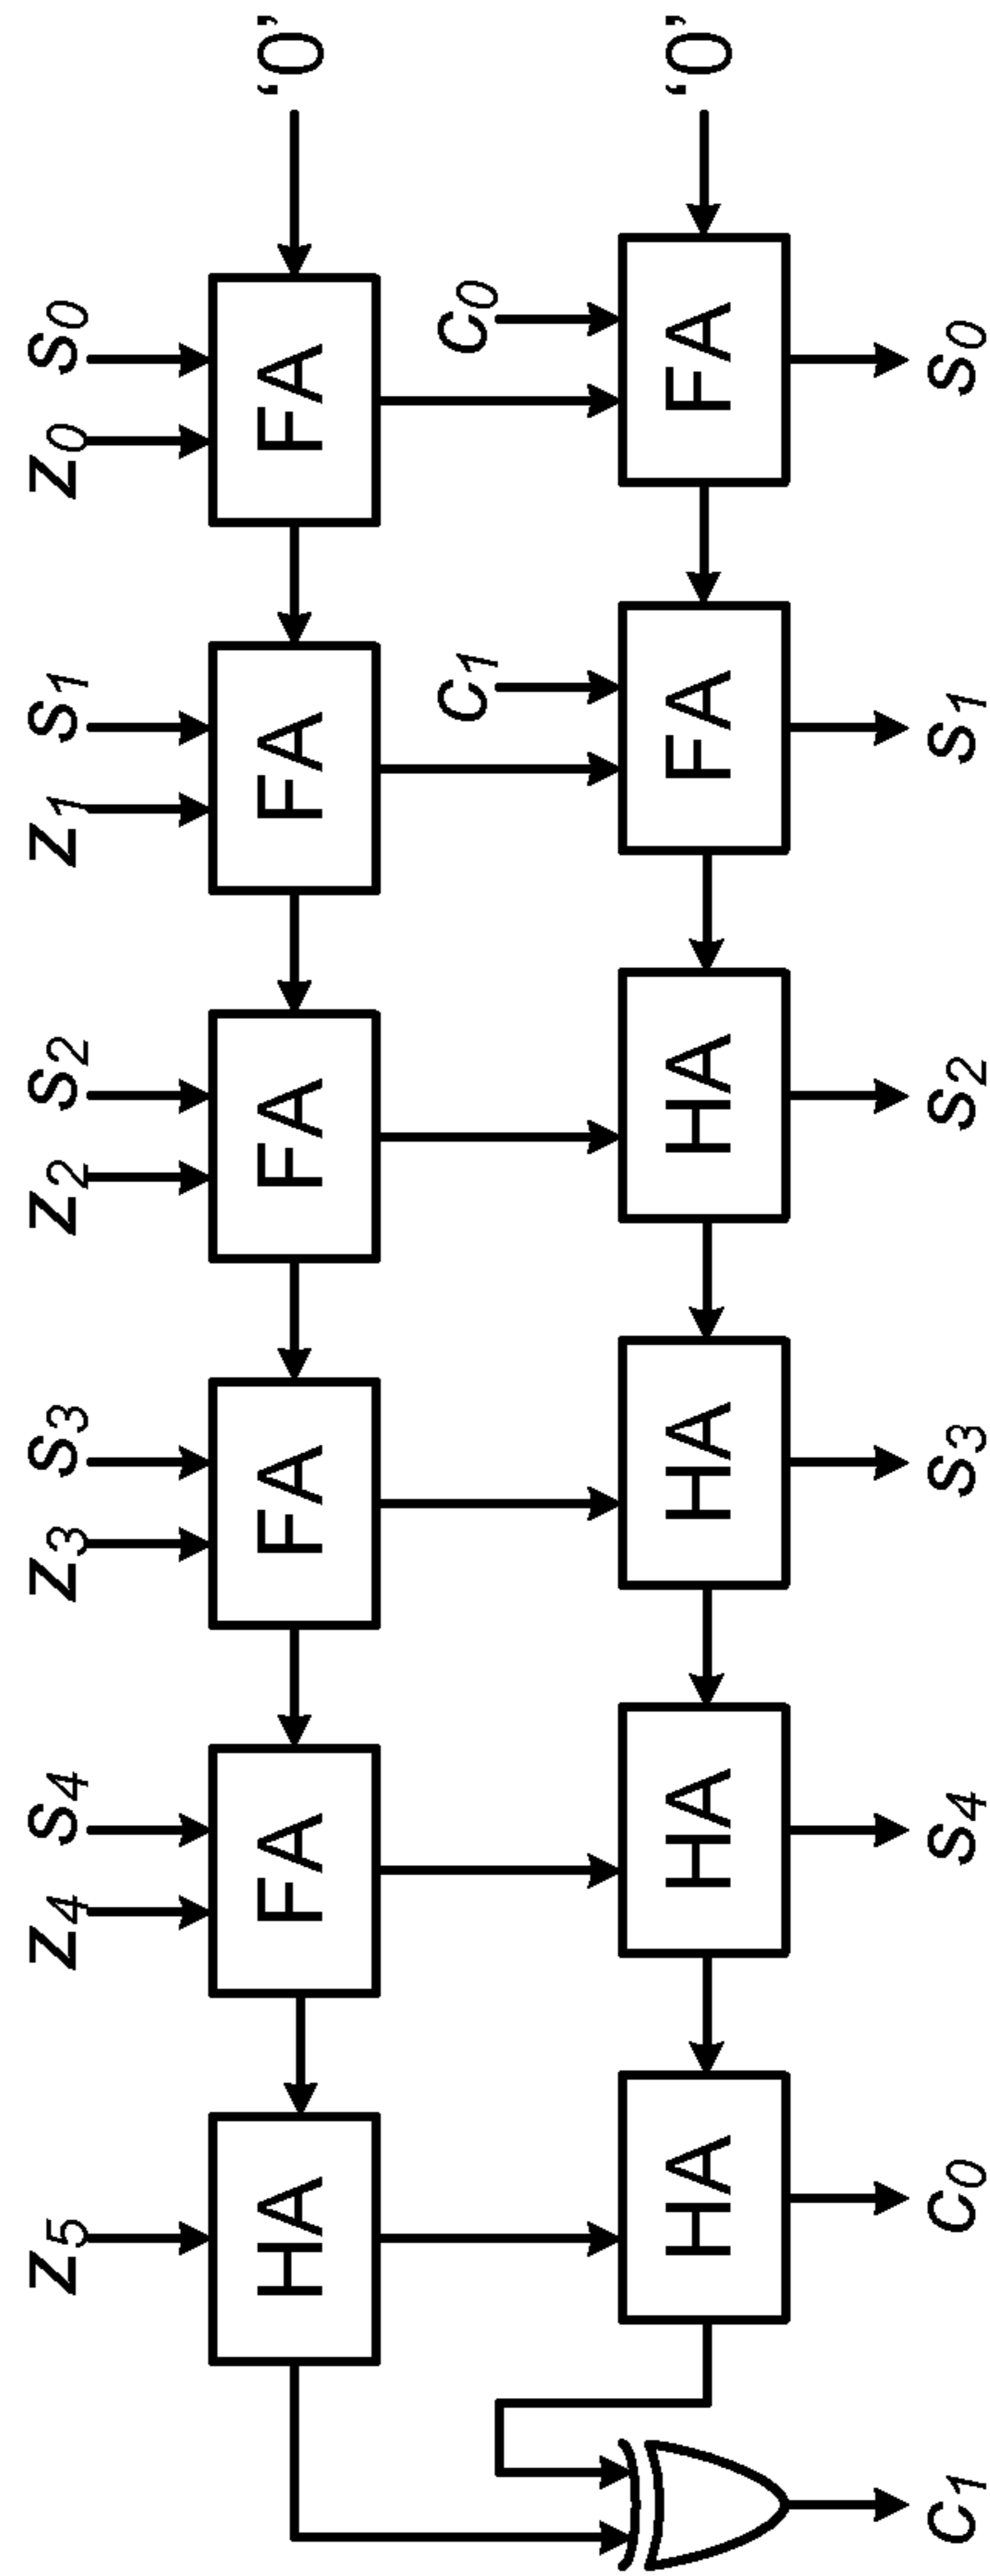 z5 z4 s4 z3 s3 z2 s2 z1 s1 z0 s0
HA FA FA FA FA FA ‘0’
c1 c0
HA HA HA HA FA FA ‘0’
c1 c0 s4 s3 s2 s1 s0